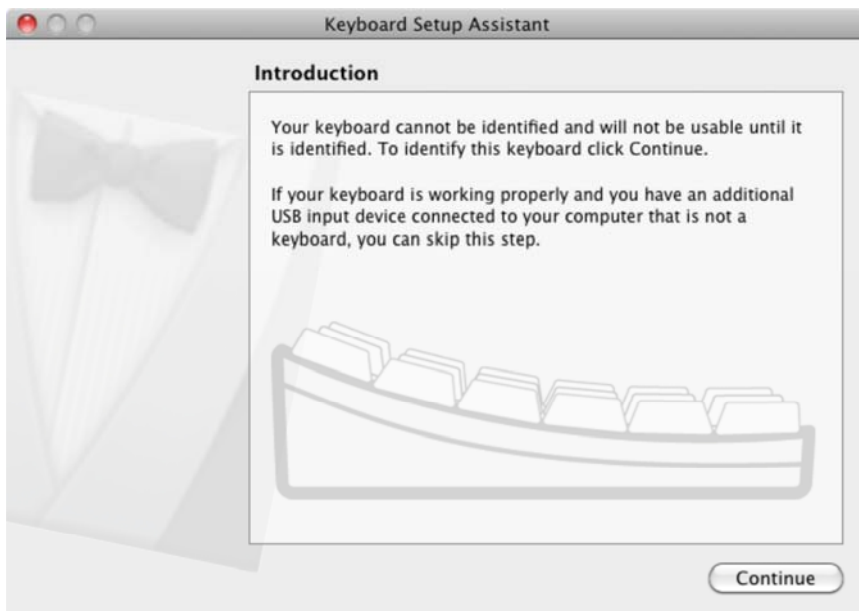 Keyboard Setup Assistant
Introduction
Your keyboard cannot be identified and will not be usable until it
is identified. To identify this keyboard click Continue.
If your keyboard is working properly and you have an additional
USB input device connected to your computer that is not a
keyboard, you can skip this step.
Continue